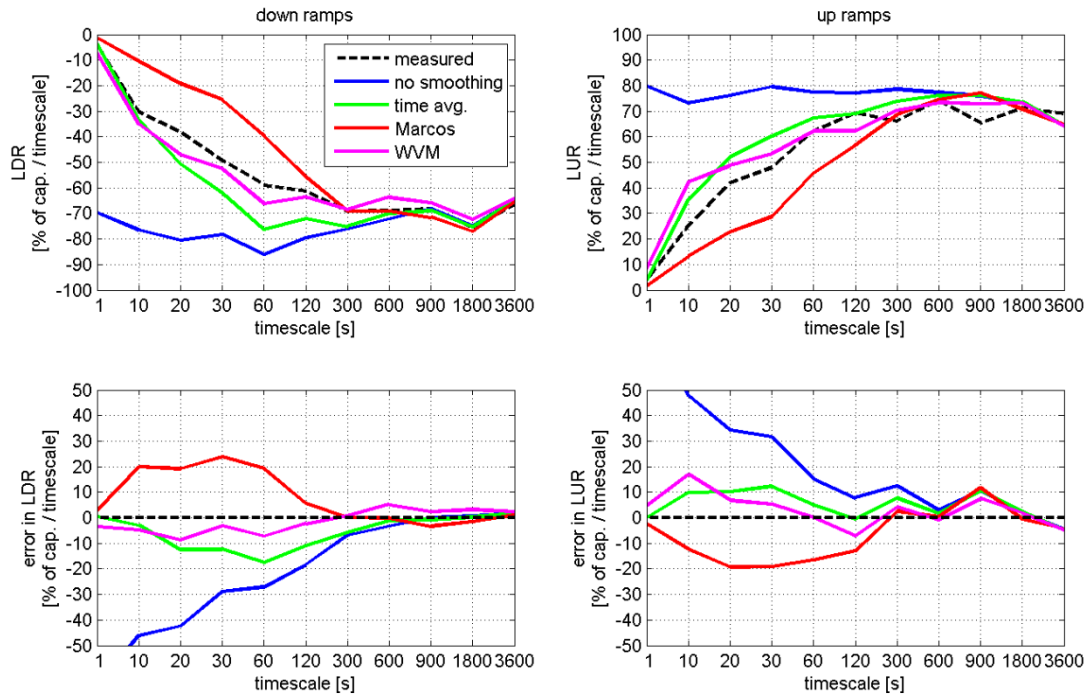 down ramps
0
-10
-20
-30
-40
-50
-60
-70
-80
-90
-100
LDR
[% of cap. / timescale]
measured
no smoothing
time avg.
Marcos
WVM
1 10 20 30 60 120 300 600 900 1800 3600
timescale [s]
up ramps
100
90
80
70
60
50
40
30
20
10
0
LUR
[% of cap. / timescale]
1 10 20 30 60 120 300 600 900 1800 3600
timescale [s]
50
40
30
20
10
0
-10
-20
-30
-40
-50
error in LDR
[% of cap. / timescale]
1 10 20 30 60 120 300 600 900 1800 3600
timescale [s]
50
40
30
20
10
0
-10
-20
-30
-40
-50
error in LUR
[% of cap. / timescale]
1 10 20 30 60 120 300 600 900 1800 3600
timescale [s]